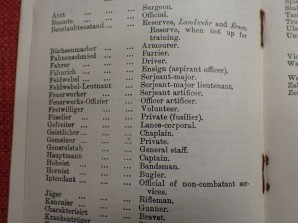 Arzt ... ... Surgeon.
Beamte ... ... Official.
Beurlaubtenstand ... Reserves, Landwehr and Ersatz
Reserve, when not up for
training.
Büchsenmacher ... Armourer.
Fahnenschmied ... Farrier.
Fahrer ... ... Driver.
Fähnrich ... ... Ensign (aspirant officer).
Feldwebel ... ... Serjeant-major.
Feldwebel-Leutnant ... Serjeant-major lieutenant.
Feuerwerker ... ... Serjeant artificer.
Feuerwerks-Offizier ... Officer artificer.
Freiwilliger ... ... Volunteer.
Füselier ... ... Private (fusilier).
Gefreiter ... ... Lance-corporal.
Geistlicher ... ... Chaplain.
Gemeiner ... ... Private.
Generalstab ... ... General staff.
Hauptmann ... ... Captain.
Hoboist ... ... Bandsman.
Hornist ... ... Bugler.
... ... Official of non-combatant ser-
vices.
Jäger ... ... Rifleman.
Kanonier ... ... Gunner.
... ... Brevet.